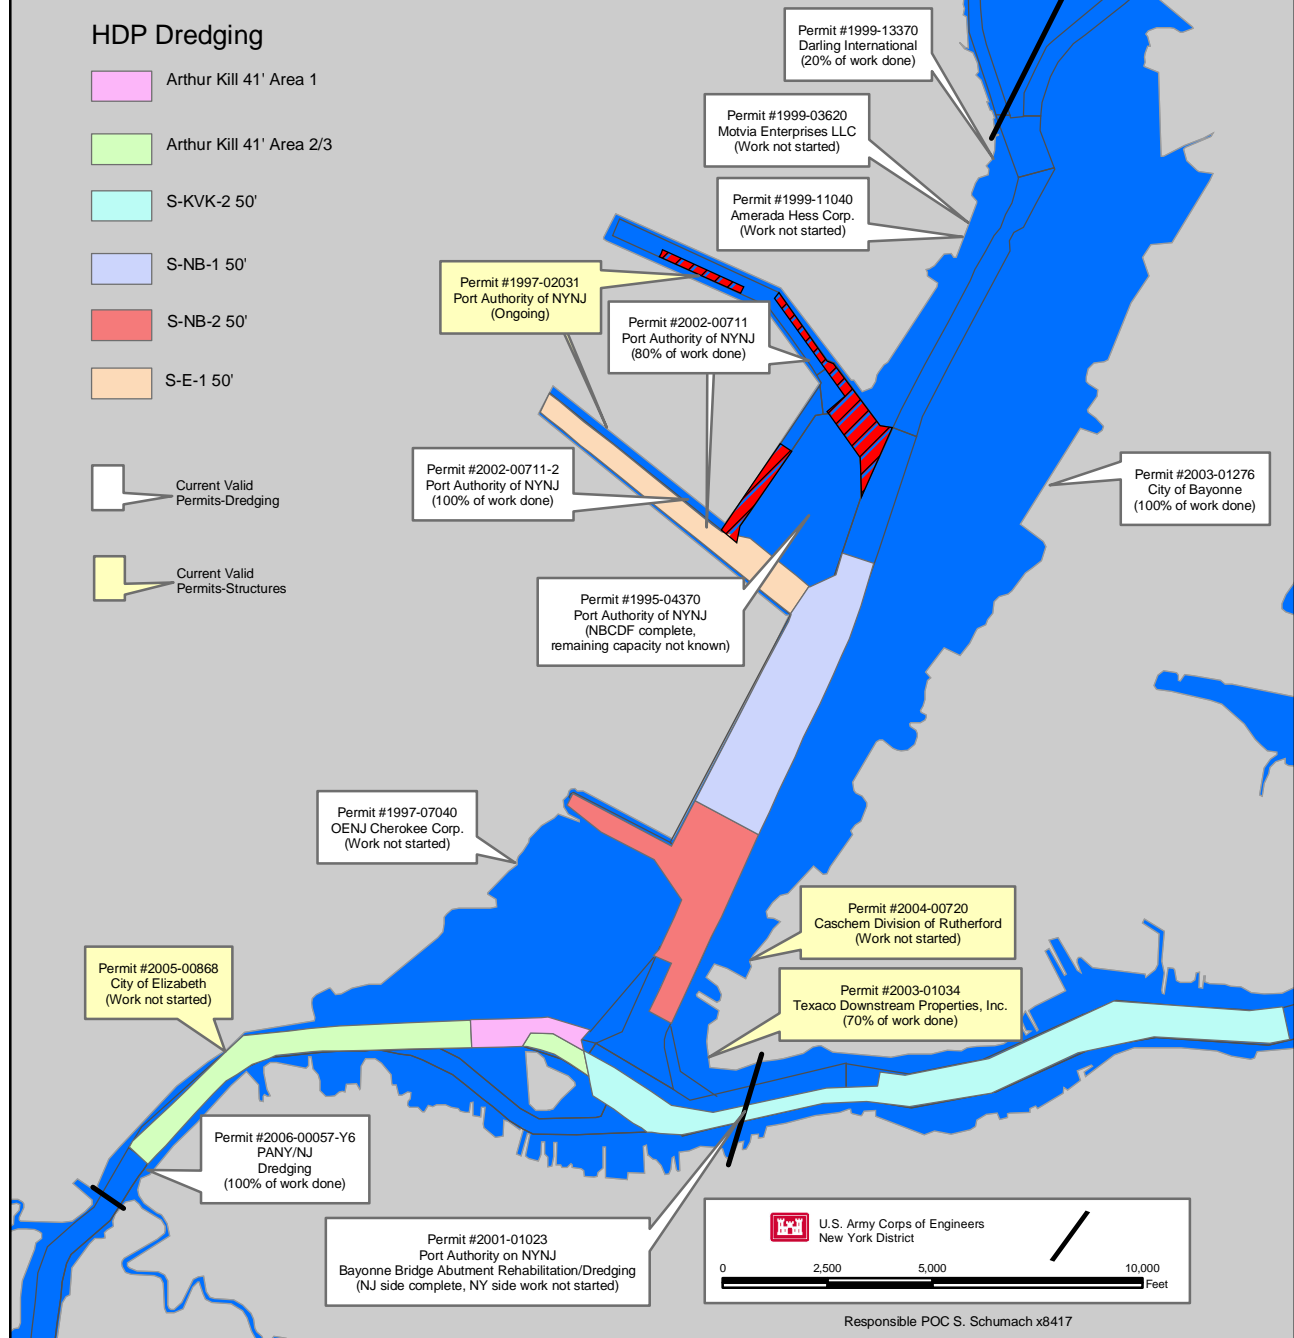 HDP Dredging
Arthur Kill 41' Area 1
Arthur Kill 41' Area 2/3
S-KVK-2 50'
S-NB-1 50'
S-NB-2 50'
S-E-1 50'
Current Valid
Permits-Dredging
Current Valid
Permits-Structures
Permit #1999-13370
Darling International
(20% of work done)
Permit #1999-03620
Motvia Enterprises LLC
(Work not started)
Permit #1999-11040
Amerada Hess Corp.
(Work not started)
Permit #1997-02031
Port Authority of NYNJ
(Ongoing)
Permit #2002-00711
Port Authority of NYNJ
(80% of work done)
Permit #2002-00711-2
Port Authority of NYNJ
(100% of work done)
Permit #2003-01276
City of Bayonne
(100% of work done)
Permit #1995-04370
Port Authority of NYNJ
(NBCDF complete,
remaining capacity not known)
Permit #1997-07040
OENJ Cherokee Corp.
(Work not started)
Permit #2004-00720
Caschem Division of Rutherford
(Work not started)
Permit #2005-00868
City of Elizabeth
(Work not started)
Permit #2003-01034
Texaco Downstream Properties, Inc.
(70% of work done)
Permit #2006-00057-Y6
PANY/NJ
Dredging
(100% of work done)
Permit #2001-01023
Port Authority on NYNJ
Bayonne Bridge Abutment Rehabilitation/Dredging
(NJ side complete, NY side work not started)
U.S. Army Corps of Engineers
New York District
0 2,500 5,000 10,000
Feet
Responsible POC S. Schumach x8417